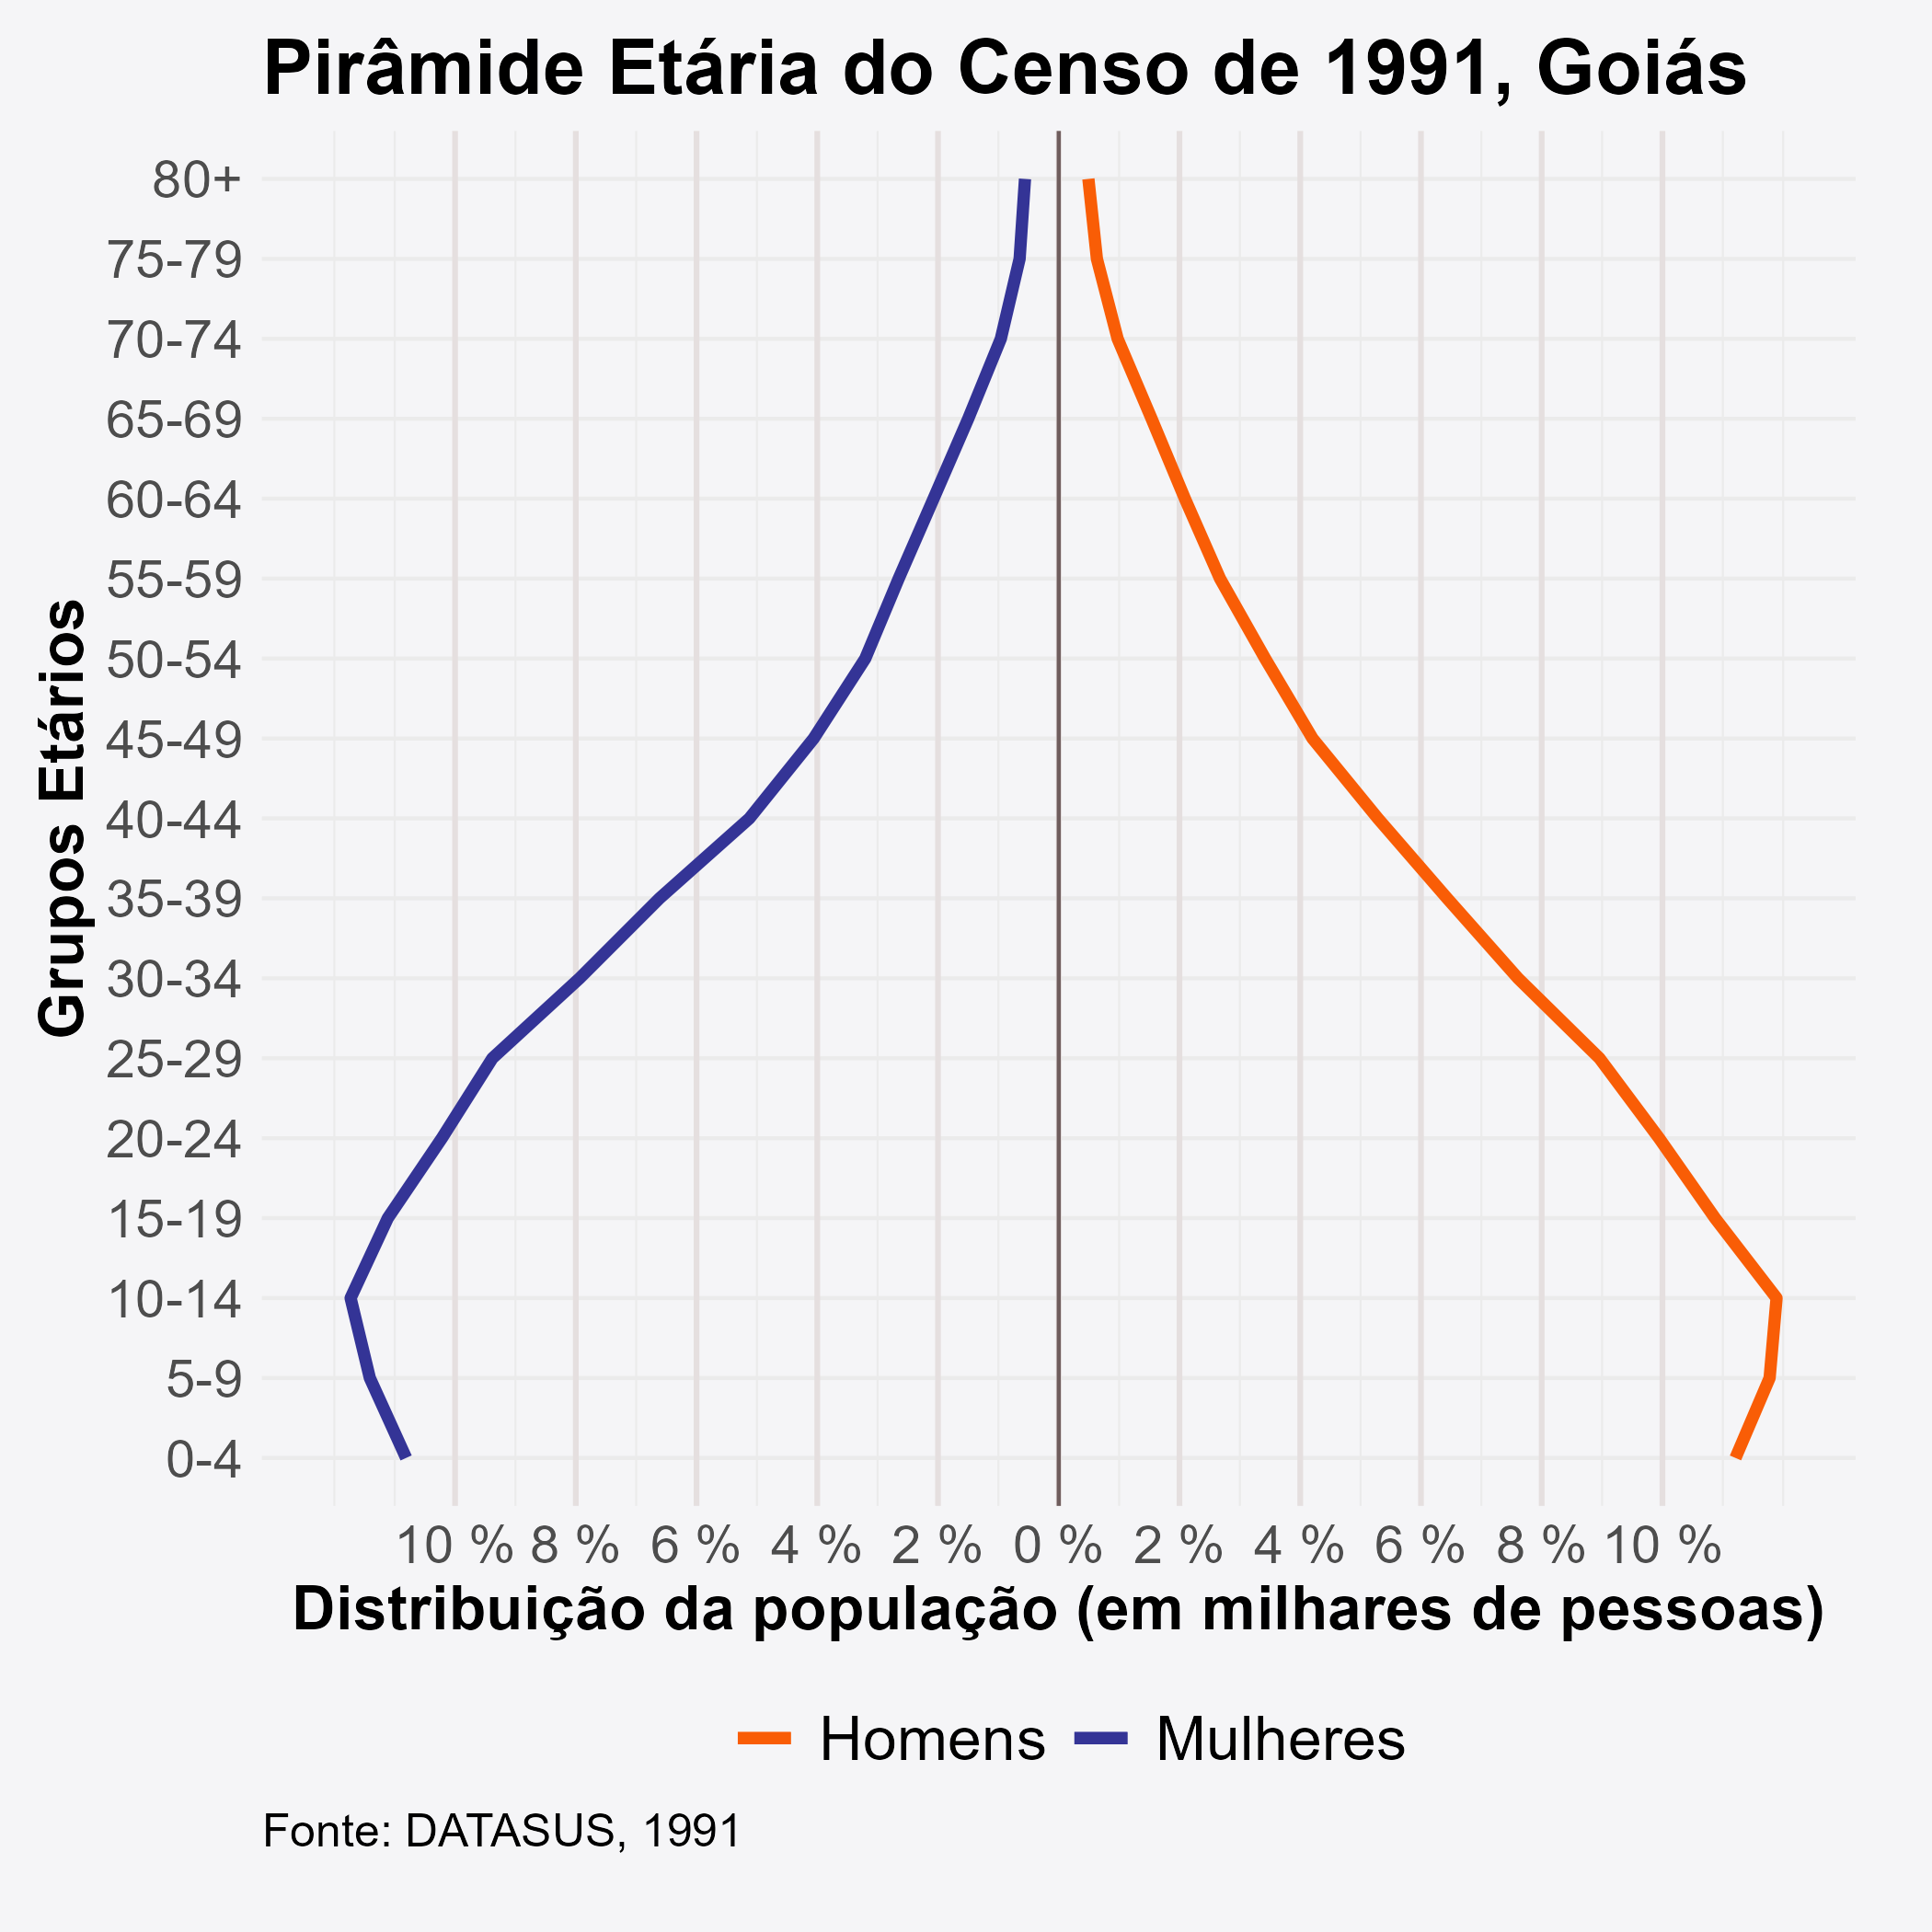 Pirâmide Etária do Censo de 1991, Goiás
Grupos Etários
80+
75-79
70-74
65-69
60-64
55-59
50-54
45-49
40-44
35-39
30-34
25-29
20-24
15-19
10-14
5-9
0-4
10 % 8 % 6 % 4 % 2 % 0 % 2 % 4 % 6 % 8 % 10 %
Distribuição da população (em milhares de pessoas)
Homens Mulheres
Fonte: DATASUS, 1991